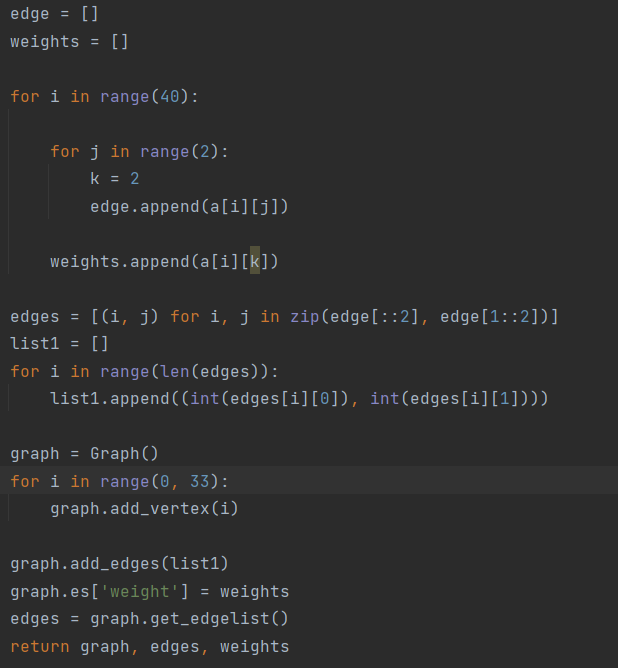 edge = []
weights = []
for i in range(40):
for j in range(2):
k = 2
edge.append(a[i][j])
weights.append(a[i][k])
edges = [(i, j) for i, j in zip(edge[::2], edge[1::2])]
list1 = []
for i in range(len(edges)):
list1.append((int(edges[i][0]), int(edges[i][1])))
graph = Graph()
for i in range(0, 33):
graph.add_vertex(i)
graph.add_edges(list1)
graph.es['weight'] = weights
edges = graph.get_edgelist()
return graph, edges, weights